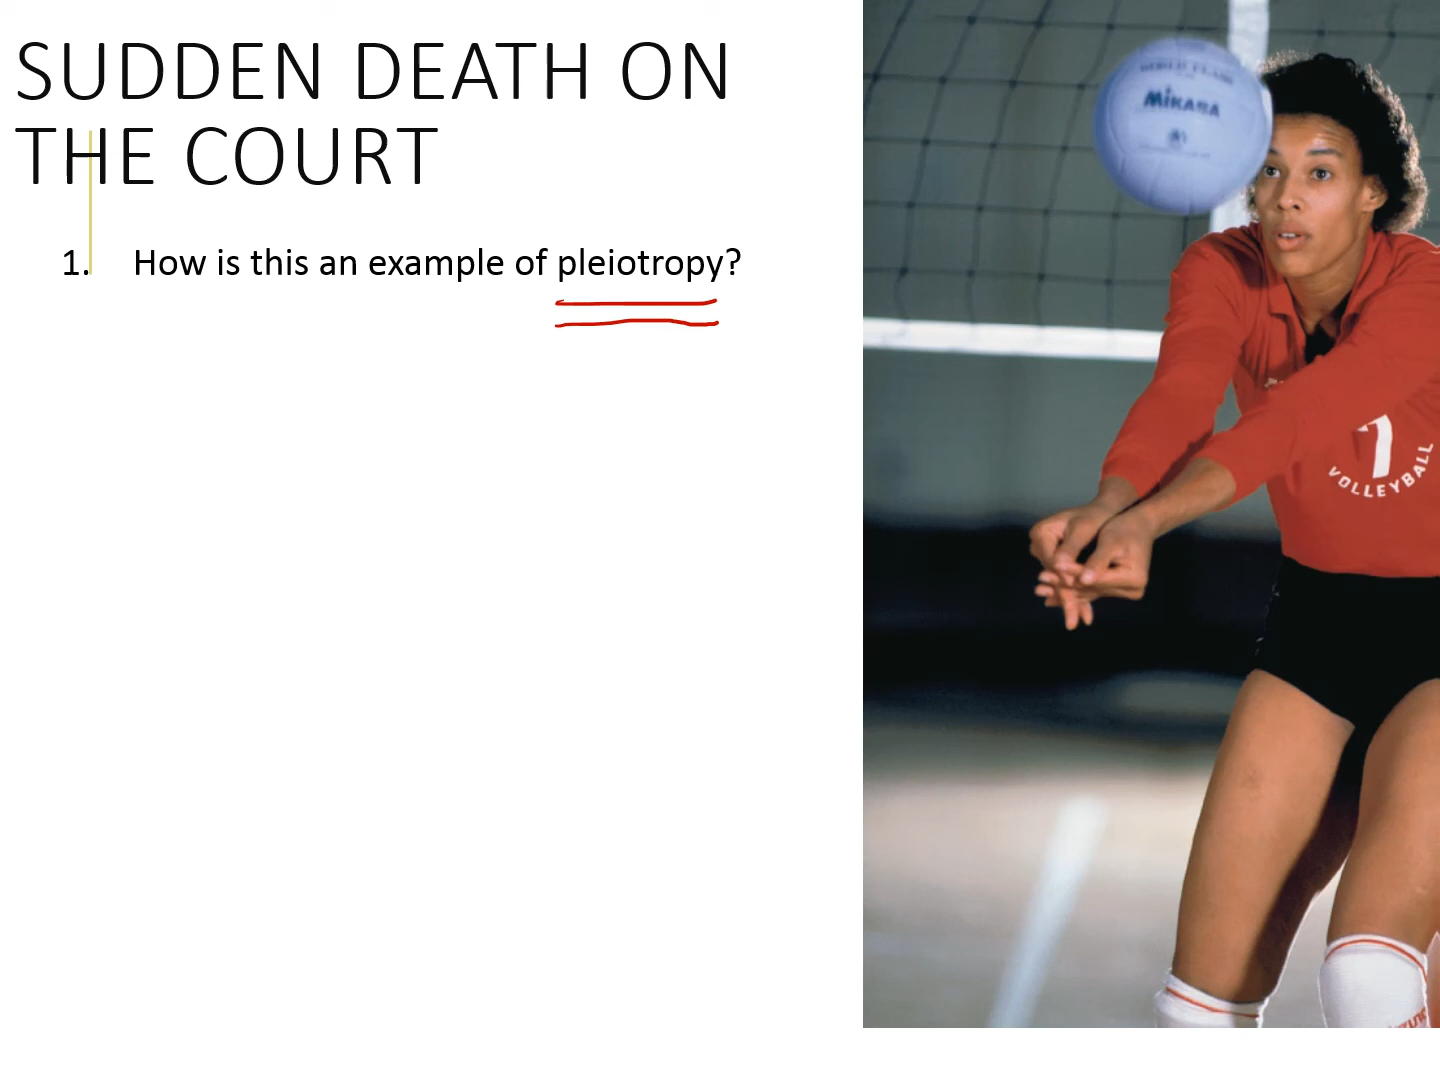 SUDDEN DEATH ON
THE COURT
1. How is this an example of pleiotropy?
MIKASA
7
VOLLEYBALL